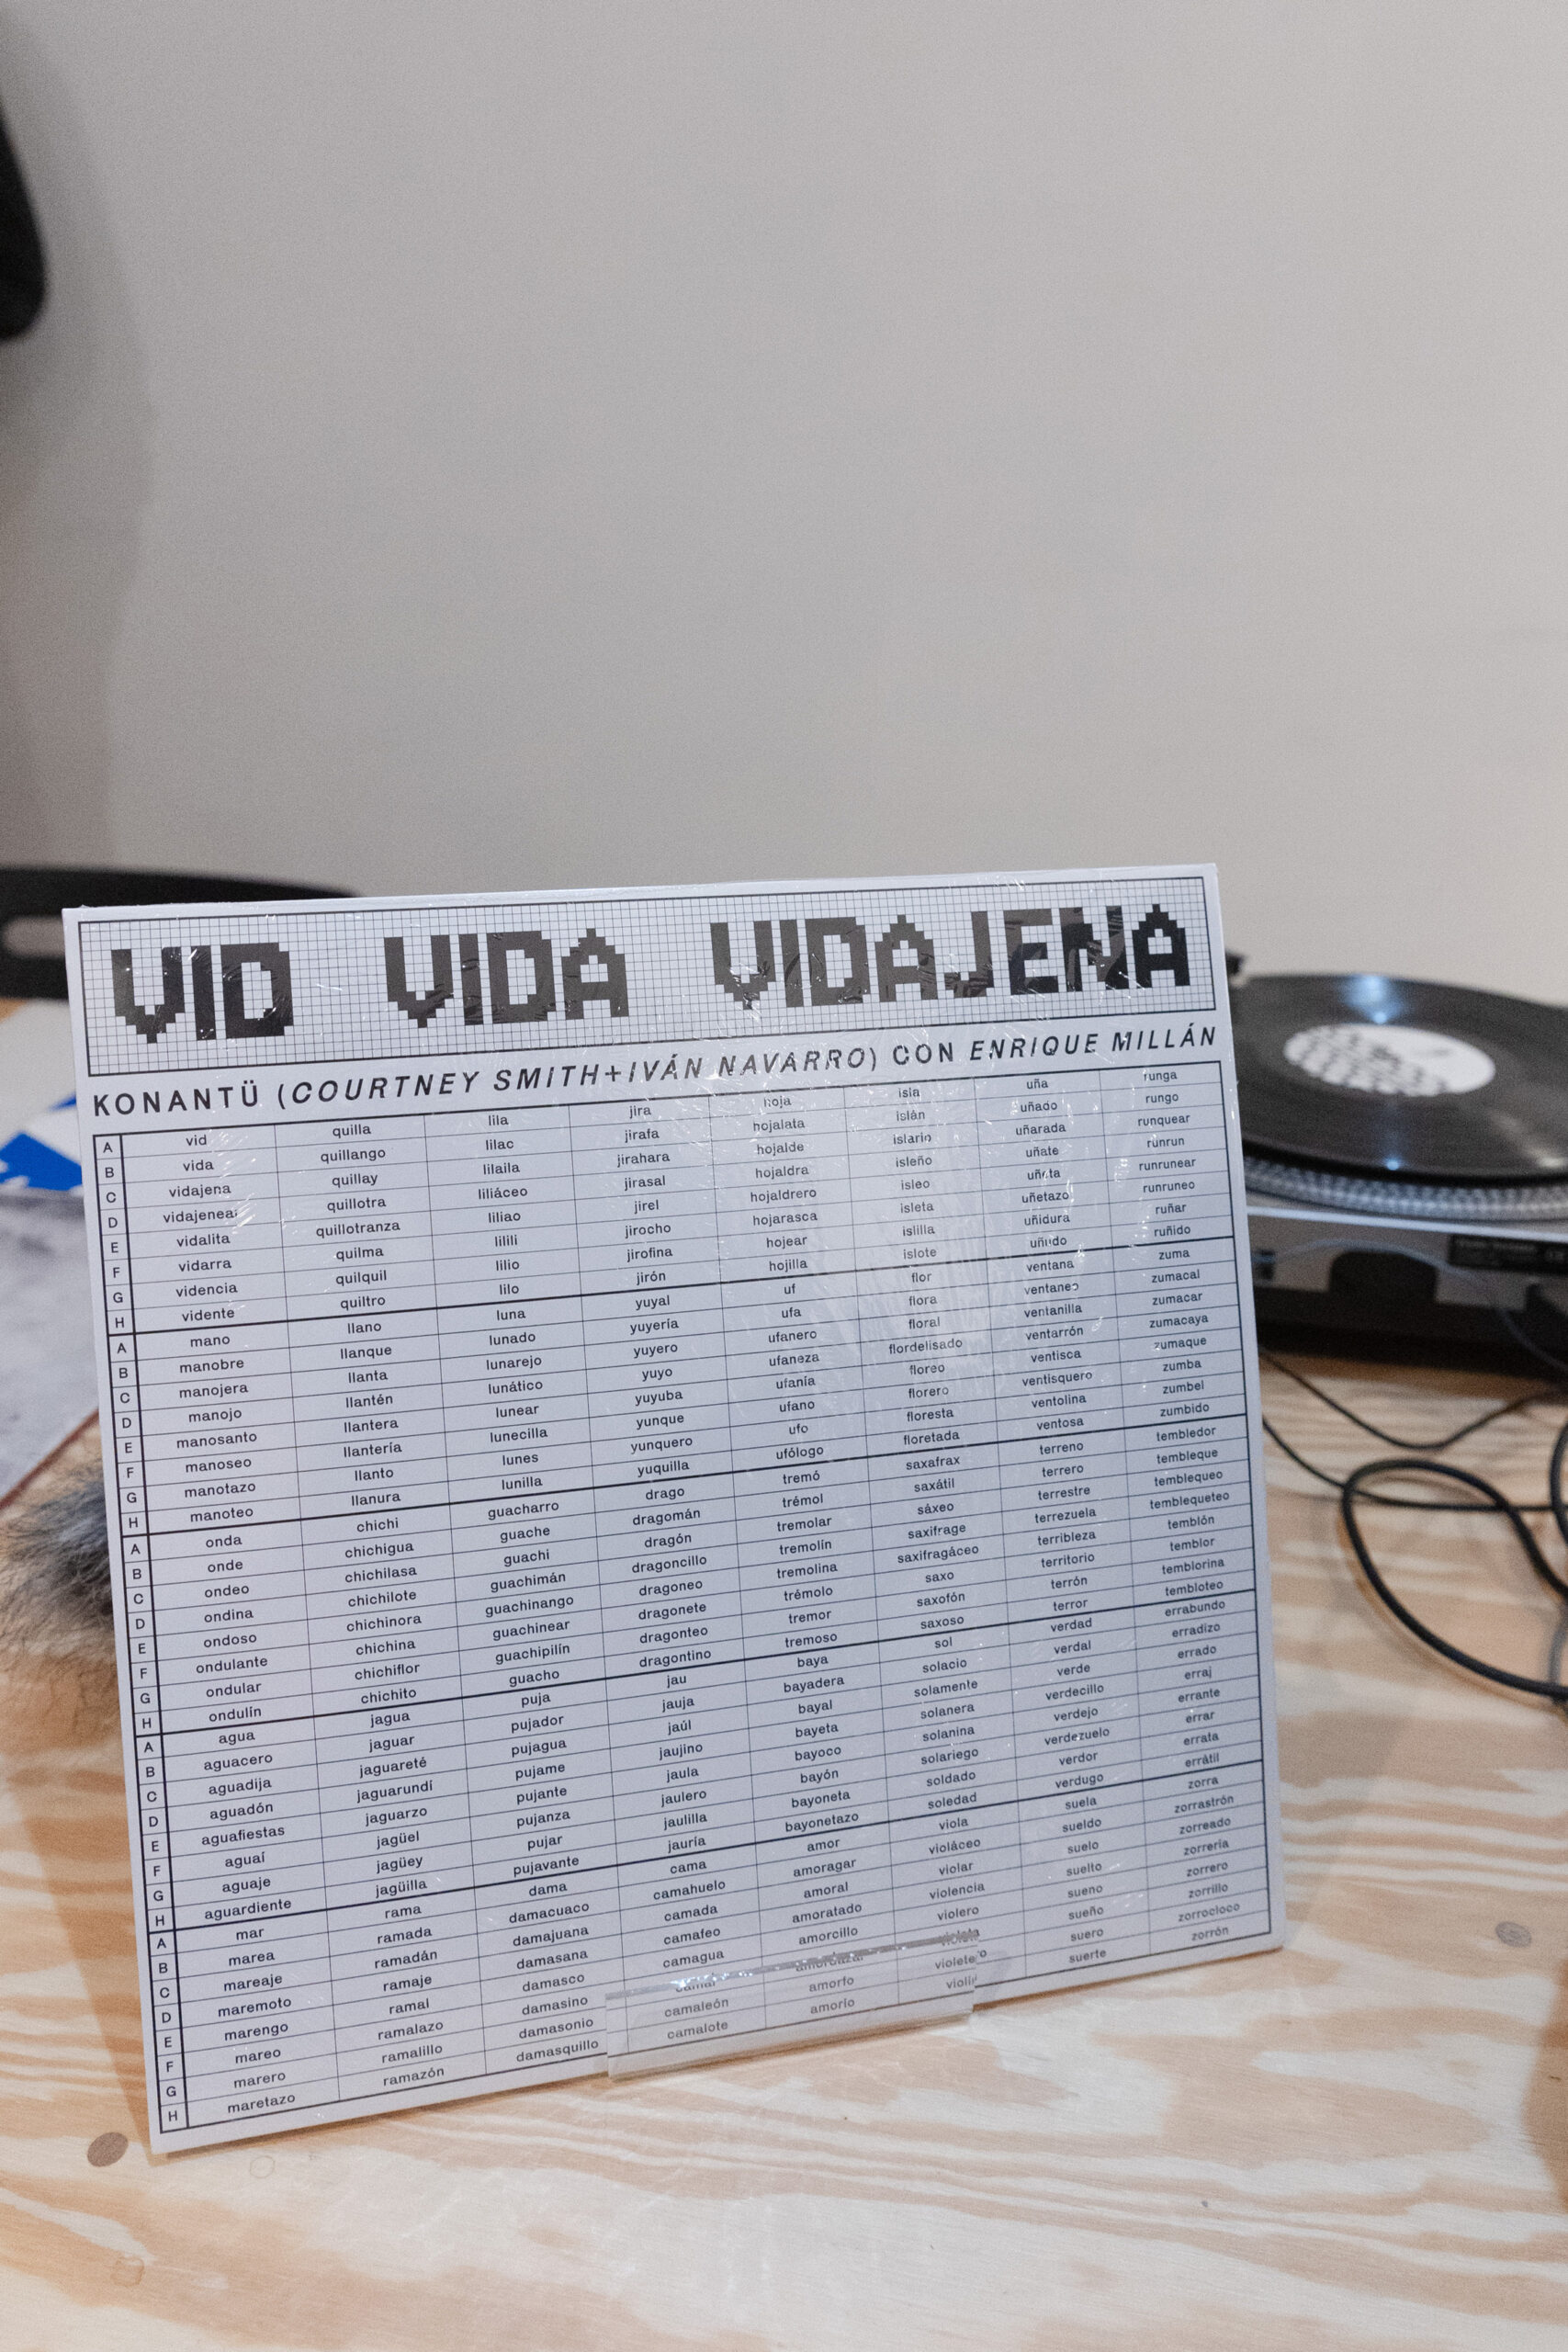 VID VIDA VIDAJENA
KONANTÜ (COURTNEY SMITH+IVÁN NAVARRO) CON ENRIQUE MILLÁN
A vid quilla lila jira hoja isla uña runga
B vida quillango lilac jirafa hojalata islán uñado rungo
C vidajena quillay lilaila jirahara hojalde islario uñarada runquear
D quillotra liliáceo jirasal hojaldra isleño uñate runrun
E vidalita quillotranza liliao jirel hojaldrero isleo uñeta runrunear
F vidarra quilma lilili jirocho hojarasca isleta uñetazo runruneo
G videncia quilquil lilio jirofina hojear islilla uñidura ruñar
H vidente quiltro lilo jirón hojilla islote uñido ruñido
A mano llano luna yuyal uf flor ventana zuma
B manobre llanque lunado yuyería ufa flora ventaneo zumacal
C manojera llanta lunarejo yuyero ufanero floral ventanilla zumacar
D manojo llantén lunático yuyo ufaneza flordelisado ventarrón zumacaya
E manosanto llantera lunear yuyuba ufanía floreo ventisca zumaque
F manoseo llantería lunecilla yunque ufano florero ventisquero zumba
G manotazo llanto lunes yunquero ufo floresta ventolina zumbel
H manoteo llanura lunilla yuquilla ufólogo floretada ventosa zumbido
A onda chichi guacharro drago tremó saxafrax terreno tembledor
B onde chichigua guache dragomán trémol saxátil terrero tembleque
C ondeo chichilasa guachi dragón tremolar sáxeo terrestre temblequeo
D ondina chichilote guachimán dragoncillo tremolín saxifrage terrezuela temblequeteo
E ondoso chichinora guachinango dragoneo tremolina saxifragáceo terribleza temblón
F ondulante chichina guachinear dragonete trémolo saxo territorio temblor
G ondular chichiflor guachipilín dragonteo tremor saxofón terrón temblorina
H ondulín chichito guacho dragontino tremoso saxoso terror tembloteo
A agua jagua puja jau baya sol verdad errabundo
B aguacero jaguar pujador jauja bayadera solacio verdal erradizo
C aguadija jaguareté pujagua jaúl bayal solamente verde errado
D aguadón jaguarundí pujame jaujino bayeta solanera verdecillo erraj
E aguafiestas jaguarzo pujante jaula bayoco solanina verdejo errante
F aguaí jagüel pujanza jaulero bayón solariego verdezuelo errar
G aguaje jagüey pujar jaulilla bayoneta soldado verdor errata
H aguardiente jagüilla pujavante jauría bayonetazo soledad verdugo errátil
A mar rama dama cama amor viola suela zorra
B marea ramada damacuaco camahuelo amoragar violáceo sueldo zorrastrón
C mareaje ramadán damajuana camada amoral violar suelo zorreado
D maremoto ramaje damasana camafeo amoratado violencia suelto zorrería
E marengo ramal damasco camagua amorcillo violero sueno zorrero
F mareo ramalazo damasino violeta sueño zorrillo
G marero ramalillo damasonio camaleón amorfo suero zorrocloco
H maretazo ramazón damasquillo camalote amorío suerte zorrón